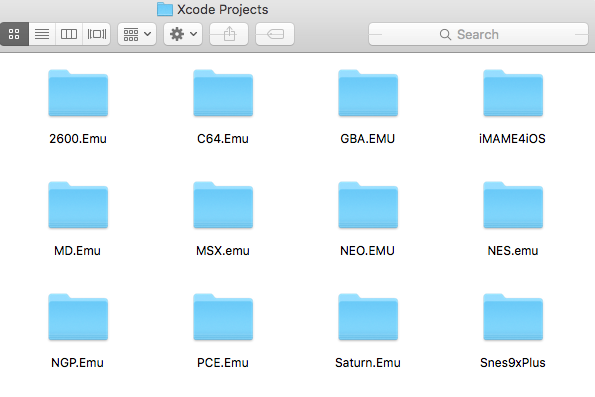 Xcode Projects
Search
2600.Emu C64.Emu GBA.EMU iMAME4iOS
MD.Emu MSX.emu NEO.EMU NES.emu
NGP.Emu PCE.Emu Saturn.Emu Snes9xPlus